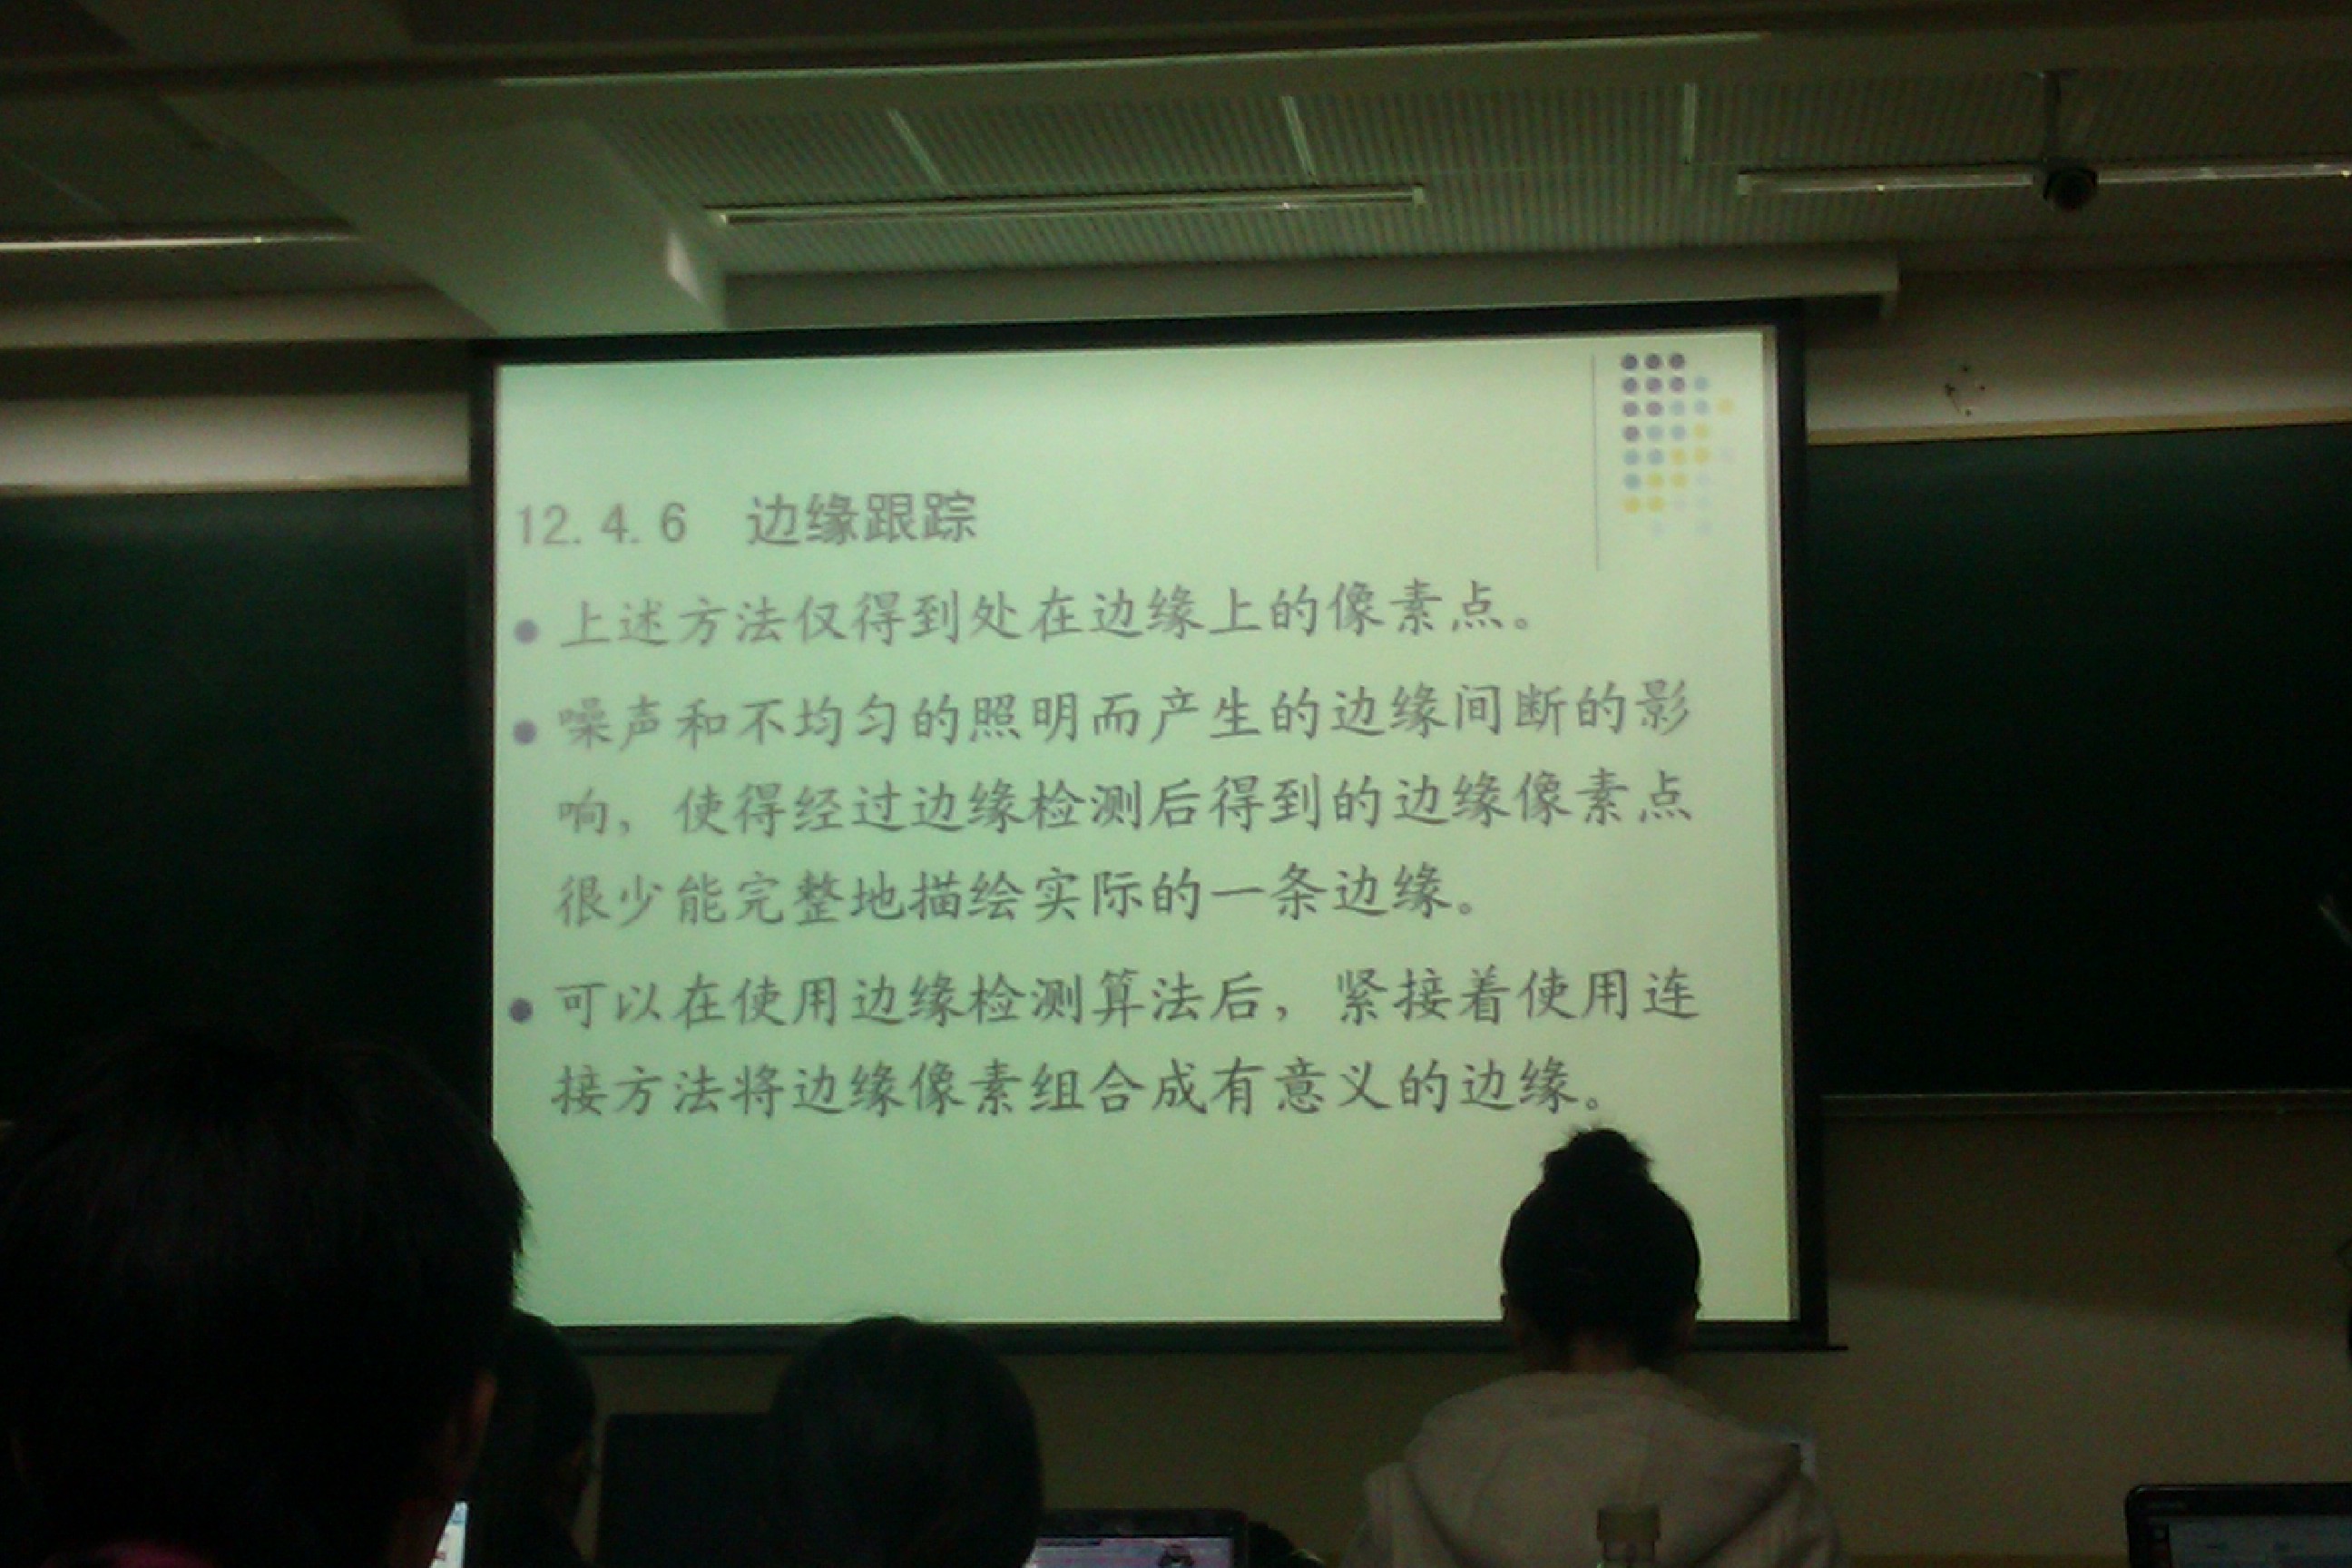 12.4.6 边缘跟踪
上述方法仅得到处在边缘上的像素点。
噪声和不均匀的照明而产生的边缘间断的影
响，使得经过边缘检测后得到的边缘像素点
很少能完整地描绘实际的一条边缘。
可以在使用边缘检测算法后，紧接着使用连
接方法将边缘像素组合成有意义的边缘。